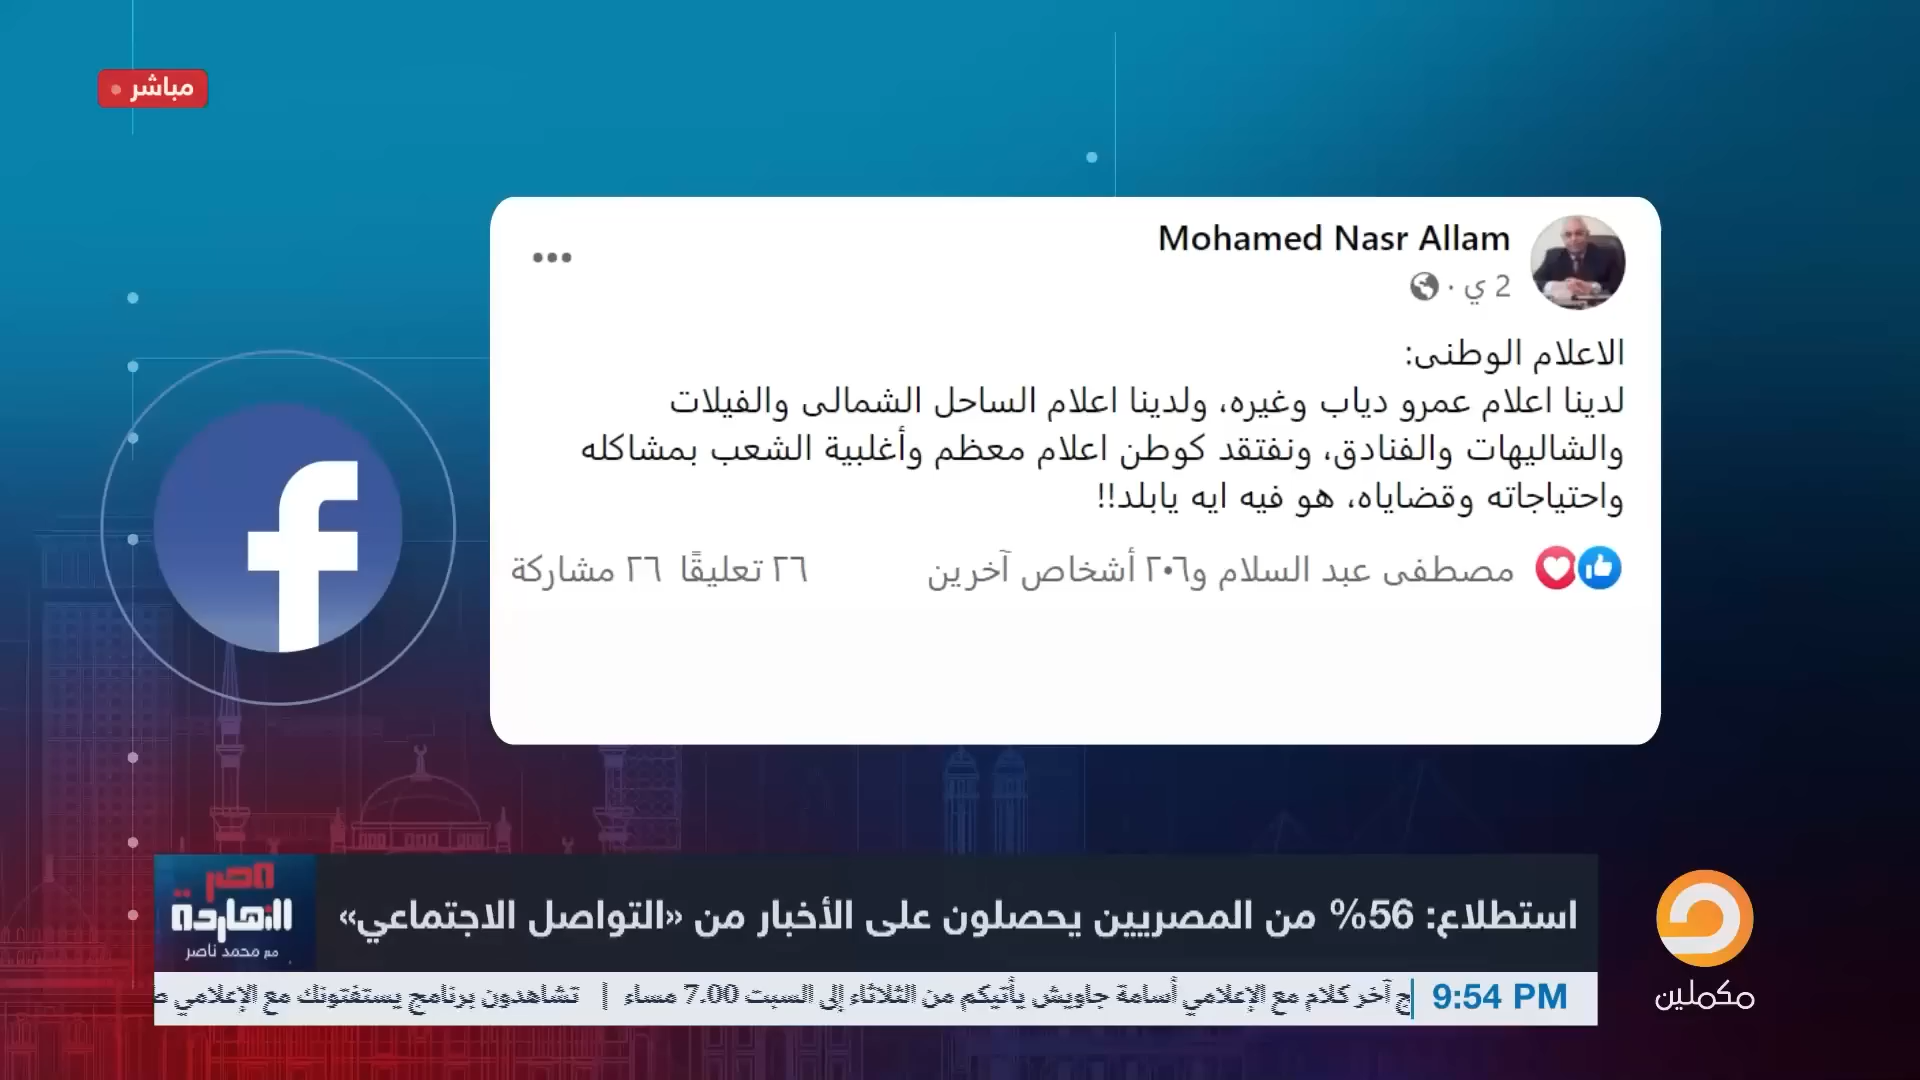 مباشر
Mohamed Nasr Allam
2 ي ·
الاعلام الوطنى:
لدينا اعلام عمرو دياب وغيره، ولدينا اعلام الساحل الشمالى والفيلات
والشاليهات والفنادق، ونفتقد كوطن اعلام معظم وأغلبية الشعب بمشاكله
واحتياجاته وقضاياه، هو فيه ايه يابلد!!
مصطفى عبد السلام و٢٠٦ أشخاص آخرين
٢٦ تعليقًا ٢٦ مشاركة
استطلاع: 56% من المصريين يحصلون على الأخبار من «التواصل الاجتماعي»
مصر
النهاردة
مع محمد ناصر
9:54 PM
ج آخر كلام مع الإعلامي أسامة جاويش يأتيكم من الثلاثاء إلى السبت 7.00 مساء | تشاهدون برنامج يستفتونك مع الإعلامي
مكملين